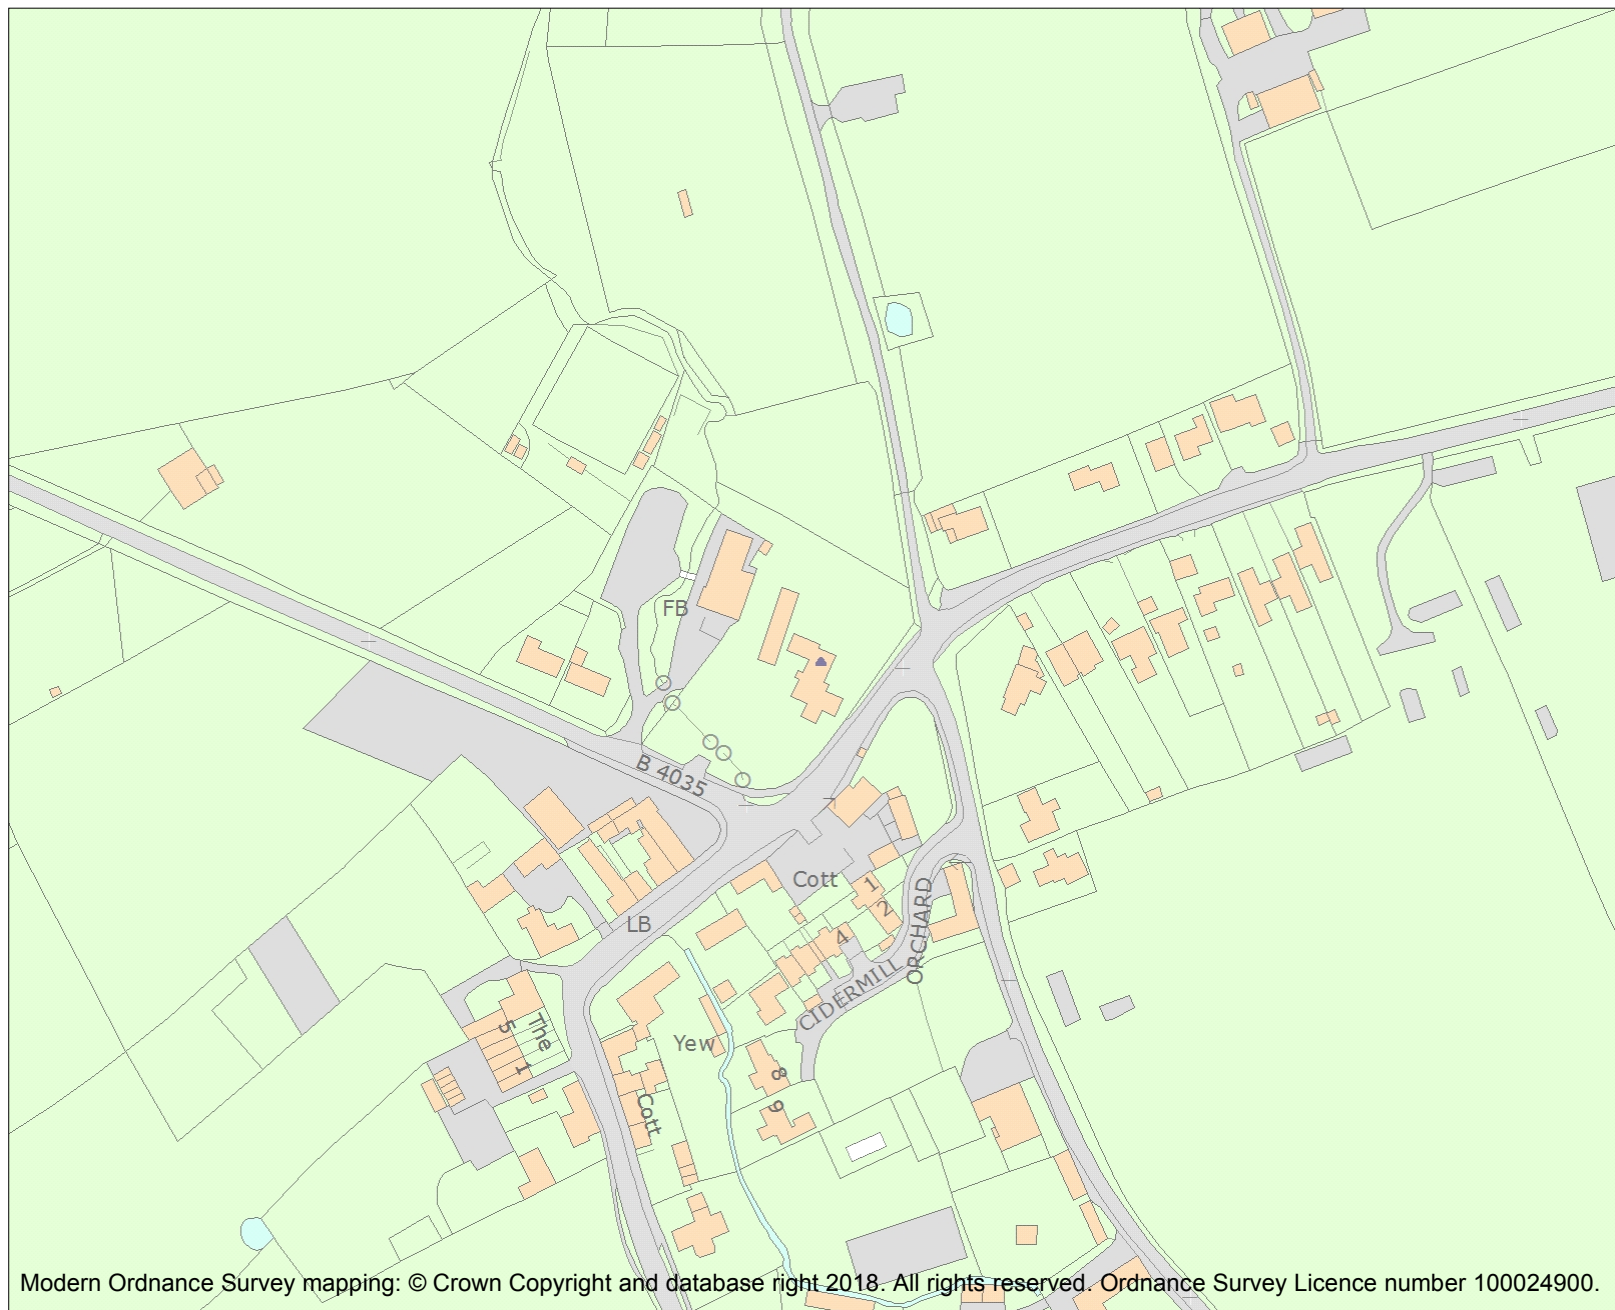 FB
B 4035
Cott
1
2
LB
4
CIDERMILL
ORCHARD
Yew
The
5
1
8
9
Cott
Modern Ordnance Survey mapping: © Crown Copyright and database right 2018. All rights reserved. Ordnance Survey Licence number 100024900.